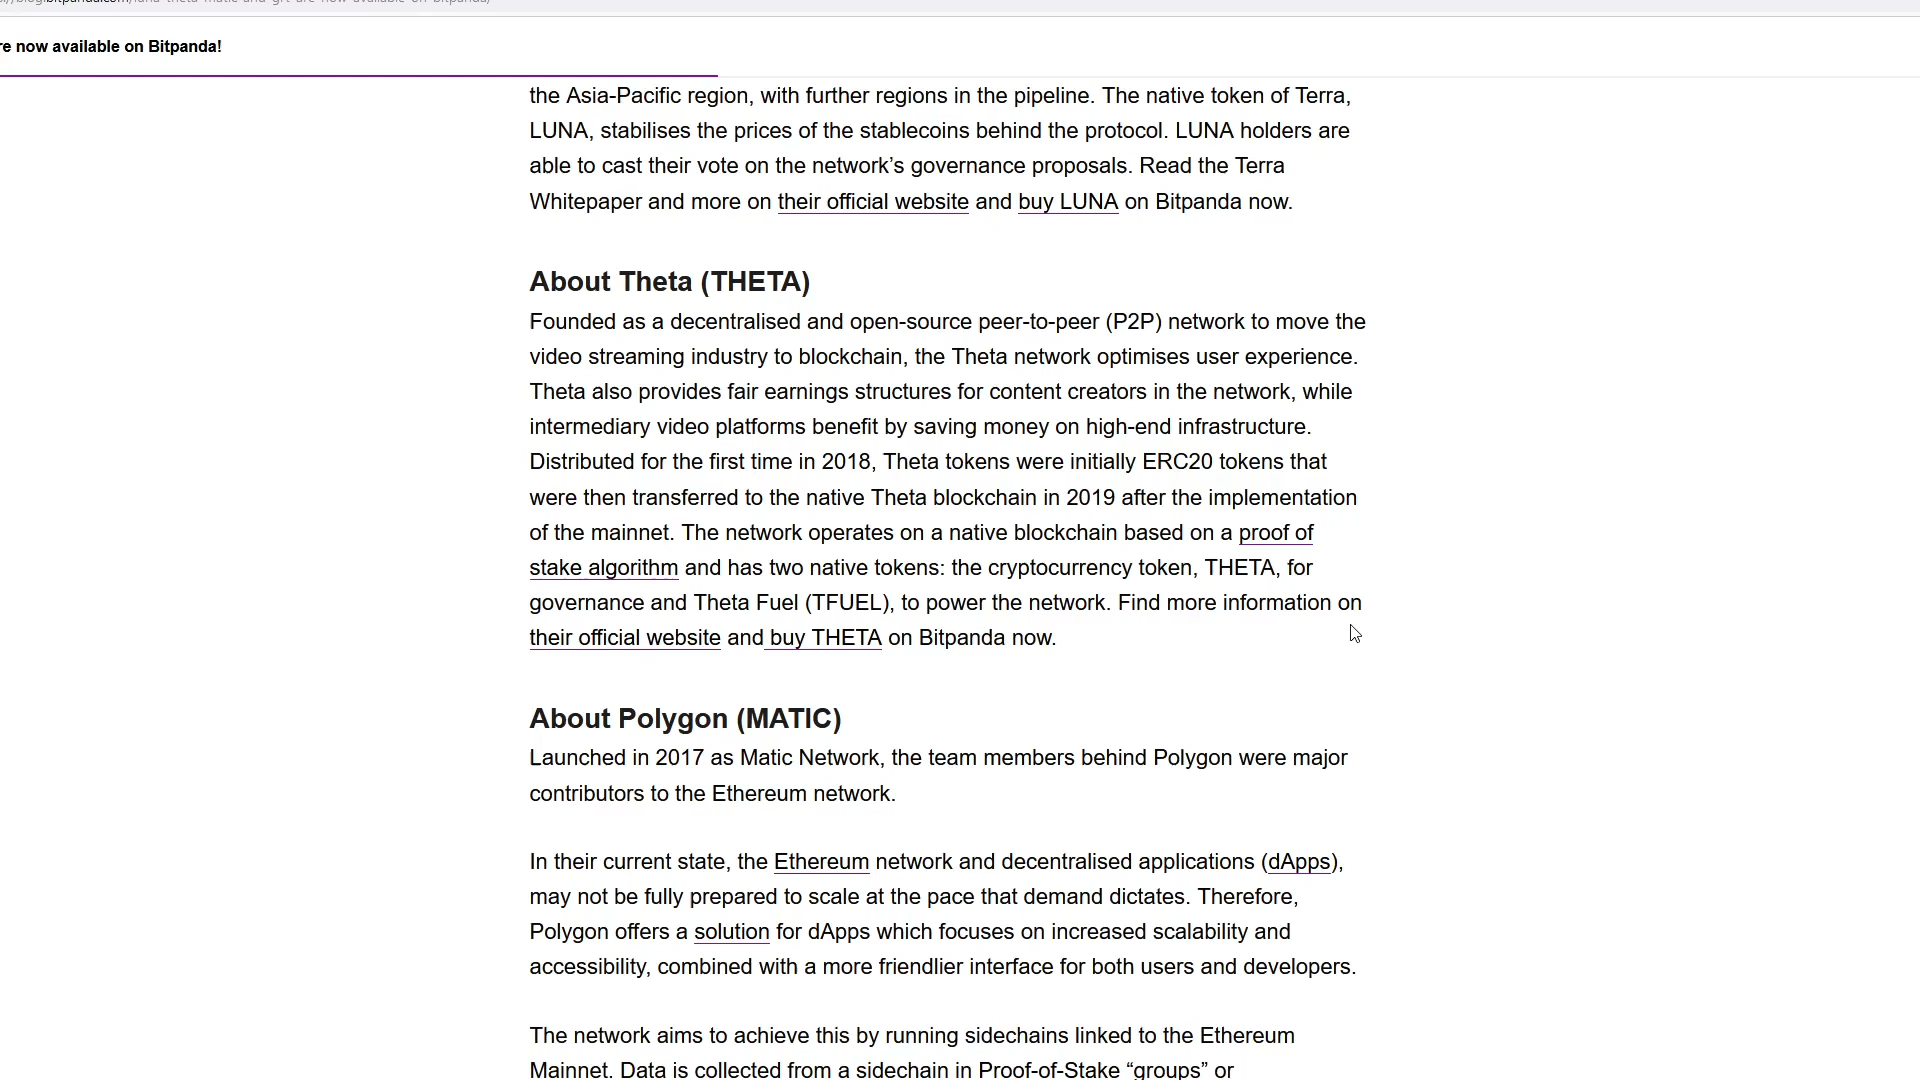 re now available on Bitpanda!
the Asia-Pacific region, with further regions in the pipeline. The native token of Terra,
LUNA, stabilises the prices of the stablecoins behind the protocol. LUNA holders are
able to cast their vote on the network’s governance proposals. Read the Terra
Whitepaper and more on their official website and buy LUNA on Bitpanda now.
About Theta (THETA)
Founded as a decentralised and open-source peer-to-peer (P2P) network to move the
video streaming industry to blockchain, the Theta network optimises user experience.
Theta also provides fair earnings structures for content creators in the network, while
intermediary video platforms benefit by saving money on high-end infrastructure.
Distributed for the first time in 2018, Theta tokens were initially ERC20 tokens that
were then transferred to the native Theta blockchain in 2019 after the implementation
of the mainnet. The network operates on a native blockchain based on a proof of
stake algorithm and has two native tokens: the cryptocurrency token, THETA, for
governance and Theta Fuel (TFUEL), to power the network. Find more information on
their official website and buy THETA on Bitpanda now.
About Polygon (MATIC)
Launched in 2017 as Matic Network, the team members behind Polygon were major
contributors to the Ethereum network.
In their current state, the Ethereum network and decentralised applications (dApps),
may not be fully prepared to scale at the pace that demand dictates. Therefore,
Polygon offers a solution for dApps which focuses on increased scalability and
accessibility, combined with a more friendlier interface for both users and developers.
The network aims to achieve this by running sidechains linked to the Ethereum
Mainnet. Data is collected from a sidechain in Proof-of-Stake “groups” or